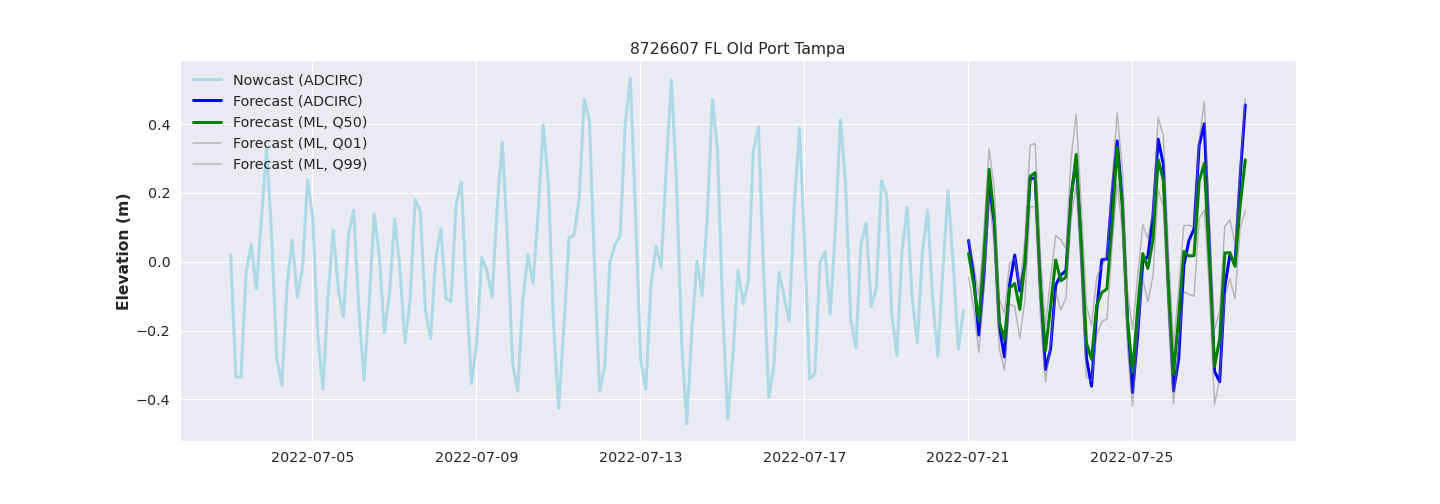 8726607 FL Old Port Tampa
Nowcast (ADCIRC)
Forecast (ADCIRC)
Forecast (ML, Q50)
Forecast (ML, Q01)
Forecast (ML, Q99)
Elevation (m)
0.4
0.2
0.0
−0.2
−0.4
2022-07-05
2022-07-09
2022-07-13
2022-07-17
2022-07-21
2022-07-25